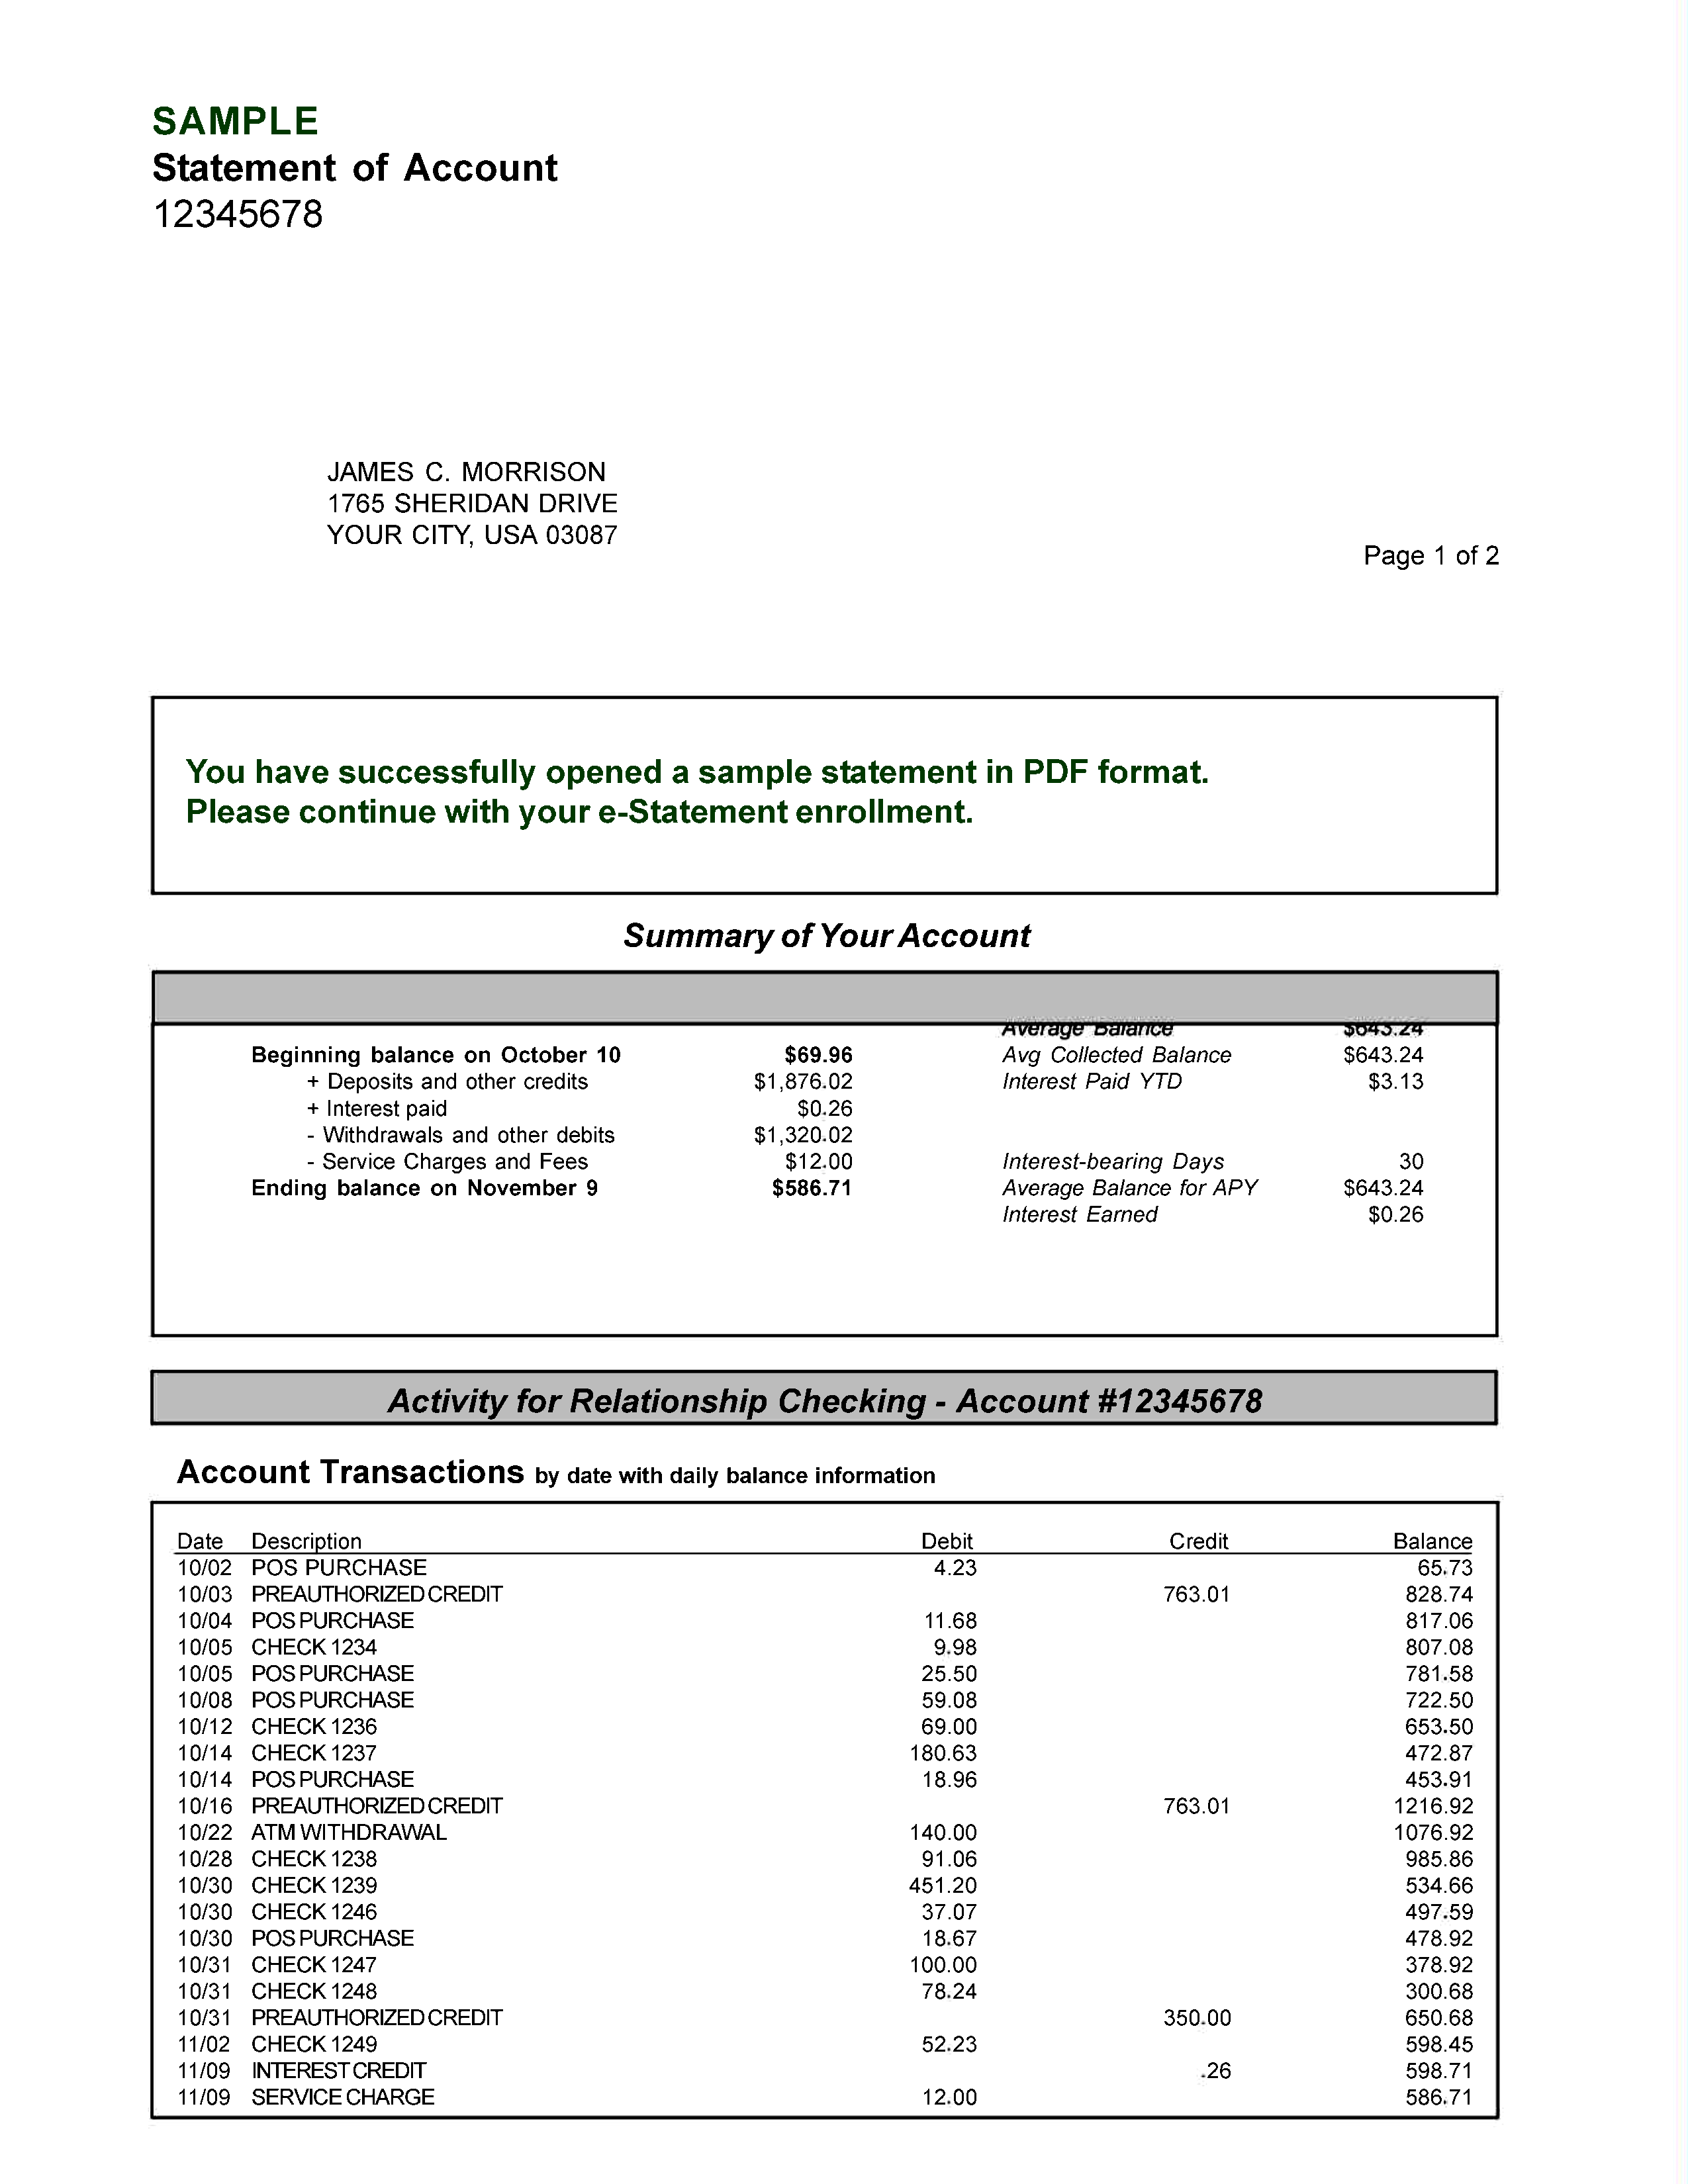 SAMPLE
Statement of Account
12345678
JAMES C. MORRISON
1765 SHERIDAN DRIVE
YOUR CITY, USA 03087
Page 1 of 2
You have successfully opened a sample statement in PDF format.
Please continue with your e-Statement enrollment.
Summary of Your Account
Average Balance $643.24
Beginning balance on October 10 $69.96 Avg Collected Balance $643.24
+ Deposits and other credits $1,876.02 Interest Paid YTD $3.13
+ Interest paid $0.26
- Withdrawals and other debits $1,320.02
- Service Charges and Fees $12.00 Interest-bearing Days 30
Ending balance on November 9 $586.71 Average Balance for APY $643.24
Interest Earned $0.26
Activity for Relationship Checking - Account #12345678
Account Transactions by date with daily balance information
Date Description Debit Credit Balance
10/02 POS PURCHASE 4.23 65.73
10/03 PREAUTHORIZED CREDIT 763.01 828.74
10/04 POS PURCHASE 11.68 817.06
10/05 CHECK 1234 9.98 807.08
10/05 POS PURCHASE 25.50 781.58
10/08 POS PURCHASE 59.08 722.50
10/12 CHECK 1236 69.00 653.50
10/14 CHECK 1237 180.63 472.87
10/14 POS PURCHASE 18.96 453.91
10/16 PREAUTHORIZED CREDIT 763.01 1216.92
10/22 ATM WITHDRAWAL 140.00 1076.92
10/28 CHECK 1238 91.06 985.86
10/30 CHECK 1239 451.20 534.66
10/30 CHECK 1246 37.07 497.59
10/30 POS PURCHASE 18.67 478.92
10/31 CHECK 1247 100.00 378.92
10/31 CHECK 1248 78.24 300.68
10/31 PREAUTHORIZED CREDIT 350.00 650.68
11/02 CHECK 1249 52.23 598.45
11/09 INTEREST CREDIT .26 598.71
11/09 SERVICE CHARGE 12.00 586.71